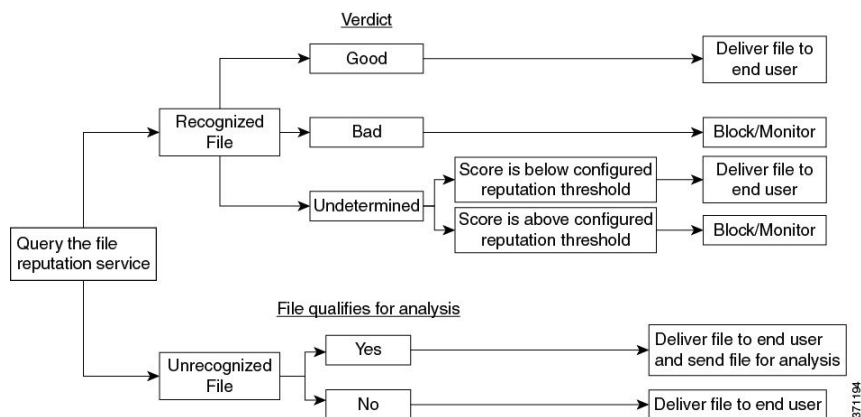 Verdict
Good
Deliver file to
end user
Recognized
File
Bad
Block/Monitor
Undetermined
Score is below configured
reputation threshold
Deliver file to
end user
Score is above configured
reputation threshold
Block/Monitor
Query the file
reputation service
File qualifies for analysis
Unrecognized
File
Yes
Deliver file to end user
and send file for analysis
No
Deliver file to end user
371194